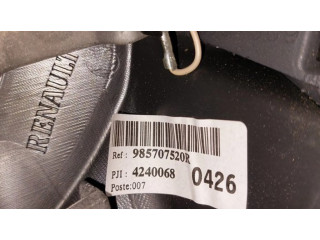 RENAULT
Ref : 985707520R
PJI : 4240068 0426
Poste:007